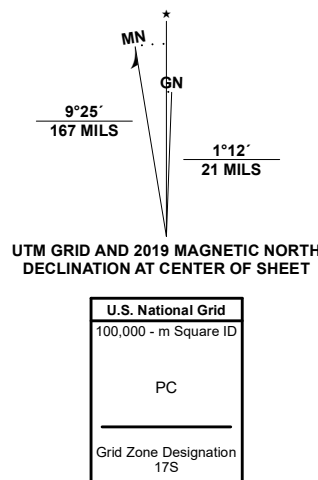 ★
MN
GN
9°25´
167 MILS
1°12´
21 MILS
UTM GRID AND 2019 MAGNETIC NORTH
DECLINATION AT CENTER OF SHEET
U.S. National Grid
100,000 - m Square ID
PC
Grid Zone Designation
17S